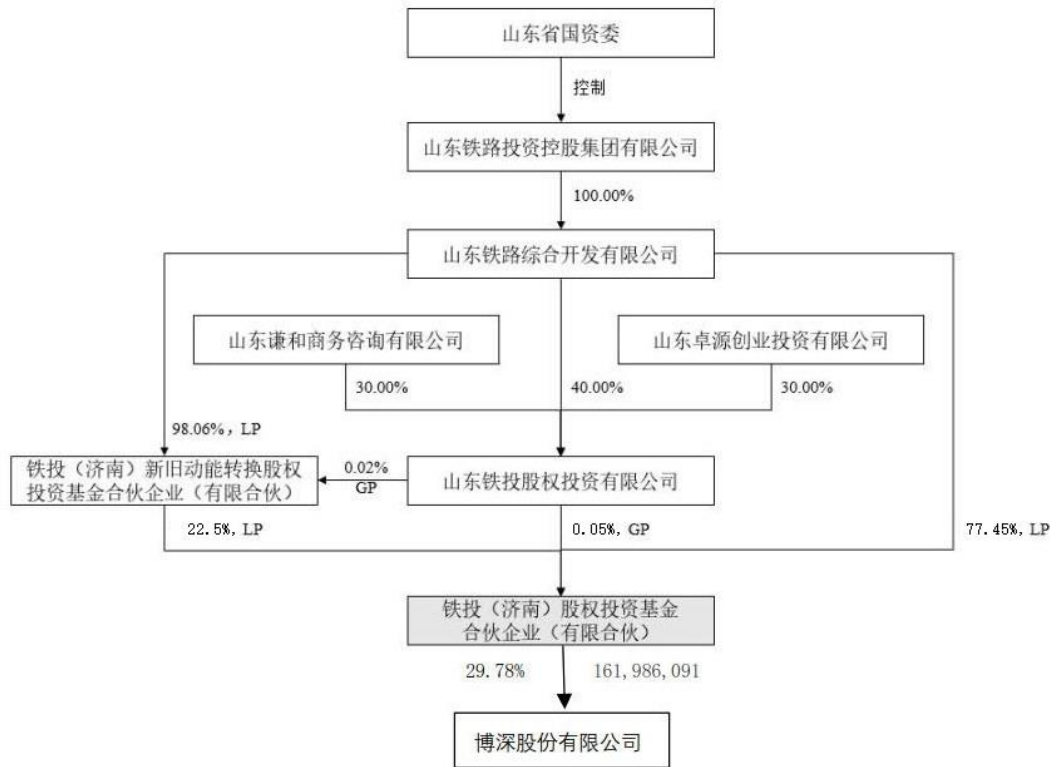 山东省国资委
控制
山东铁路投资控股集团有限公司
100.00%
山东铁路综合开发有限公司
山东谦和商务咨询有限公司
山东卓源创业投资有限公司
30.00%
40.00%
30.00%
98.06%，LP
铁投（济南）新旧动能转换股权
投资基金合伙企业（有限合伙）
0.02%
GP
山东铁投股权投资有限公司
22.5%, LP
0.05%, GP
77.45%, LP
铁投（济南）股权投资基金
合伙企业（有限合伙）
29.78%
161,986,091
博深股份有限公司